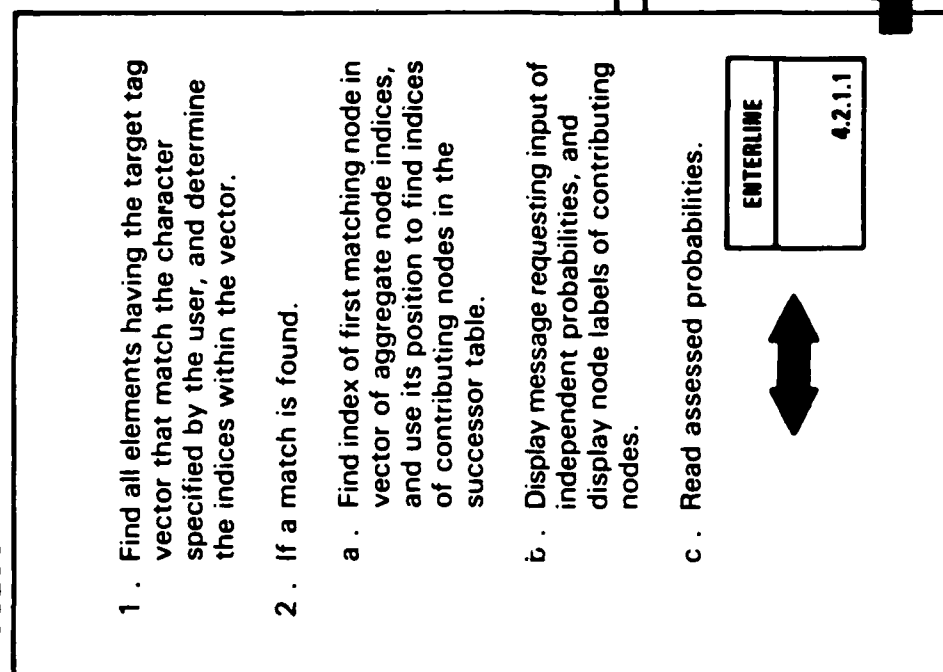 1. Find all elements having the target tag
vector that match the character
specified by the user, and determine
the indices within the vector.
2. If a match is found.
a. Find index of first matching node in
vector of aggregate node indices,
and use its position to find indices
of contributing nodes in the
successor table.
b. Display message requesting input of
independent probabilities, and
display node labels of contributing
nodes.
c. Read assessed probabilities.
ENTERLINE
4.2.1.1